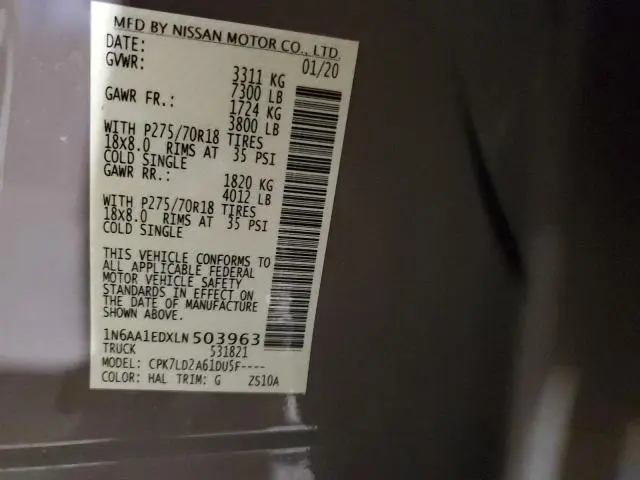 MFD BY NISSAN MOTOR CO., LTD.
DATE: 01/20
GVWR: 3311 KG
7300 LB
GAWR FR.: 1724 KG
3800 LB
WITH P275/70R18 TIRES
18X8.0 RIMS AT 35 PSI
COLD SINGLE
GAWR RR.: 1820 KG
4012 LB
WITH P275/70R18 TIRES
18X8.0 RIMS AT 35 PSI
COLD SINGLE
THIS VEHICLE CONFORMS TO
ALL APPLICABLE FEDERAL
MOTOR VEHICLE SAFETY
STANDARDS IN EFFECT ON
THE DATE OF MANUFACTURE
SHOWN ABOVE.
1N6AA1EDXLN503963
TRUCK 531821
MODEL: CPK7LD2A61DU5F----
COLOR: HAL TRIM: G ZS10A